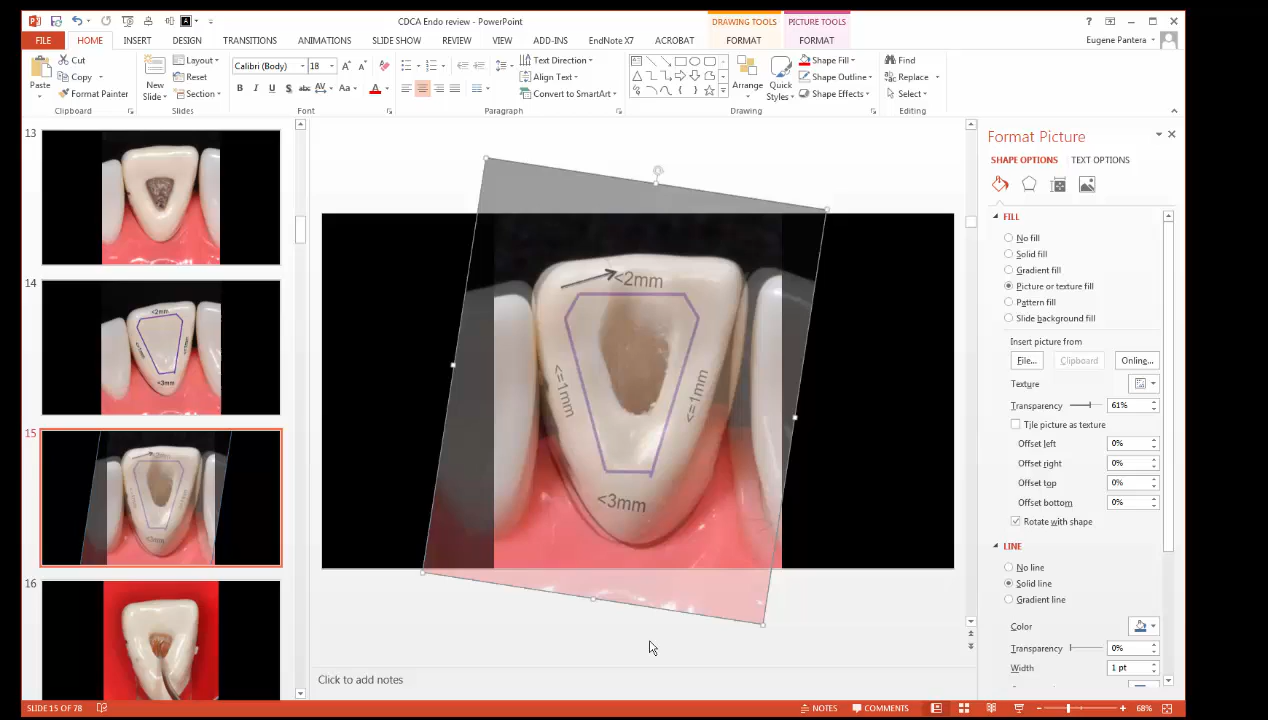 CDCA Endo review - PowerPoint
DRAWING TOOLS
PICTURE TOOLS
FILE
HOME
INSERT
DESIGN
TRANSITIONS
ANIMATIONS
SLIDE SHOW
REVIEW
VIEW
ADD-INS
EndNote X7
ACROBAT
FORMAT
FORMAT
Eugene Pantera
Paste
Cut
Copy
Format Painter
Clipboard
New
Slide
Layout
Reset
Section
Slides
Calibri (Body)
18
B I U S abc AV Aa A
Font
Text Direction
Align Text
Convert to SmartArt
Paragraph
Arrange
Quick
Styles
Shape Fill
Shape Outline
Shape Effects
Drawing
Find
Replace
Select
Editing
13
14
<2mm
<3mm
15
16
<2mm
<=1mm
<=1mm
<3mm
Click to add notes
Format Picture
SHAPE OPTIONS
TEXT OPTIONS
FILL
No fill
Solid fill
Gradient fill
Picture or texture fill
Pattern fill
Slide background fill
Insert picture from
File...
Clipboard
Online...
Texture
Transparency
61%
Tile picture as texture
Offset left
0%
Offset right
0%
Offset top
0%
Offset bottom
0%
Rotate with shape
LINE
No line
Solid line
Gradient line
Color
Transparency
0%
Width
1 pt
SLIDE 15 OF 78
NOTES
COMMENTS
68%